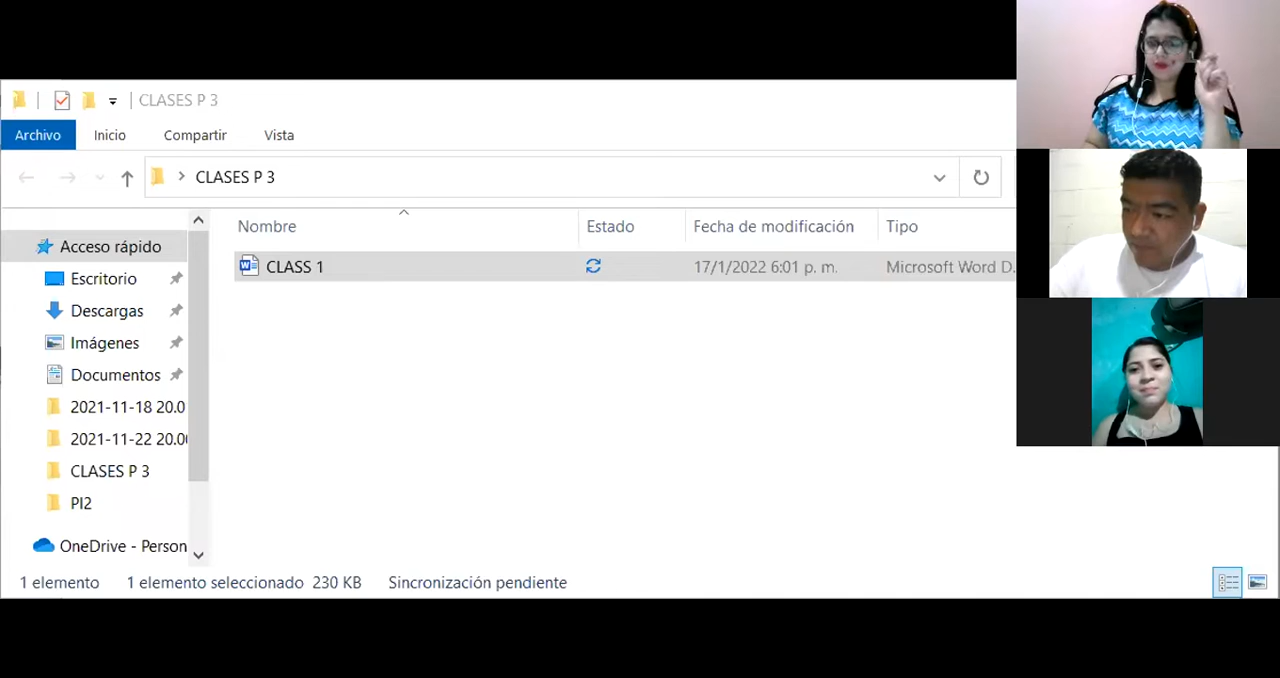 CLASES P 3
Archivo Inicio Compartir Vista
CLASES P 3
Nombre Estado Fecha de modificación Tipo
CLASS 1 17/1/2022 6:01 p. m. Microsoft Word D...
Acceso rápido
Escritorio
Descargas
Imágenes
Documentos
2021-11-18 20.0
2021-11-22 20.0
CLASES P 3
PI2
OneDrive - Person
1 elemento 1 elemento seleccionado 230 KB Sincronización pendiente